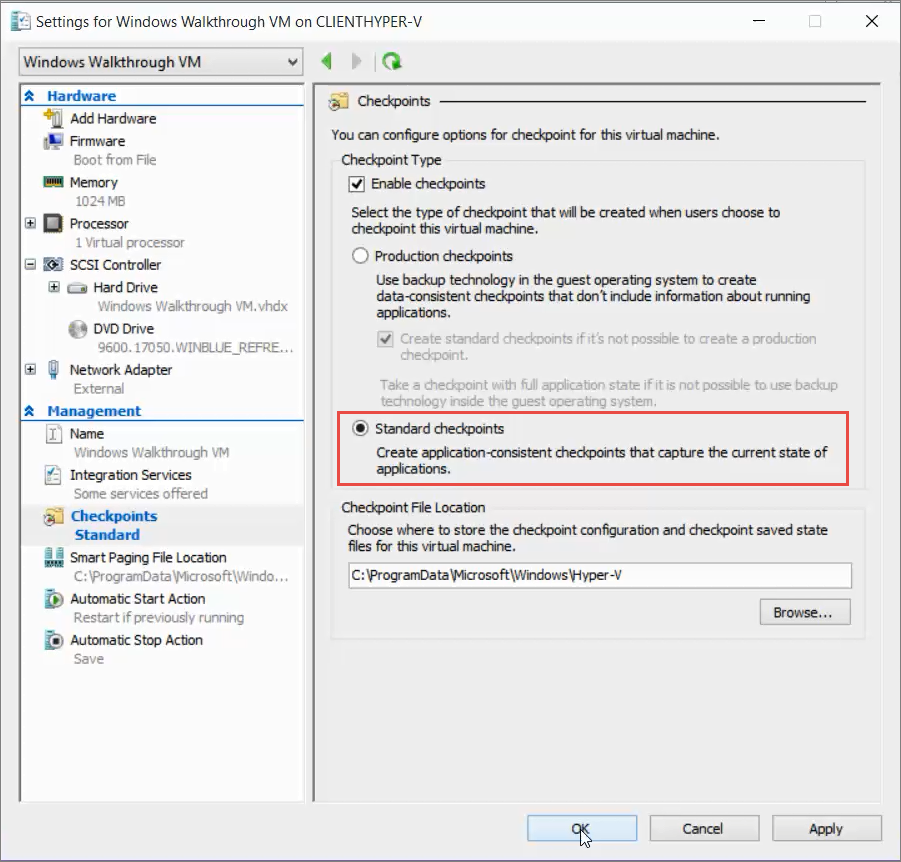 Settings for Windows Walkthrough VM on CLIENTHYPER-V
Windows Walkthrough VM
Hardware
Add Hardware
Firmware
Boot from File
Memory
1024 MB
Processor
1 Virtual processor
SCSI Controller
Hard Drive
Windows Walkthrough VM.vhdx
DVD Drive
9600.17050.WINBLUE_REFRE...
Network Adapter
External
Management
Name
Windows Walkthrough VM
Integration Services
Some services offered
Checkpoints
Standard
Smart Paging File Location
C:\ProgramData\Microsoft\Windo...
Automatic Start Action
Restart if previously running
Automatic Stop Action
Save
Checkpoints
You can configure options for checkpoint for this virtual machine.
Checkpoint Type
Enable checkpoints
Select the type of checkpoint that will be created when users choose to
checkpoint this virtual machine.
Production checkpoints
Use backup technology in the guest operating system to create
data-consistent checkpoints that don't include information about running
applications.
Create standard checkpoints if it's not possible to create a production
checkpoint.
Take a checkpoint with full application state if it is not possible to use backup
technology inside the guest operating system.
Standard checkpoints
Create application-consistent checkpoints that capture the current state of
applications.
Checkpoint File Location
Choose where to store the checkpoint configuration and checkpoint saved state
files for this virtual machine.
C:\ProgramData\Microsoft\Windows\Hyper-V
Browse...
OK
Cancel
Apply